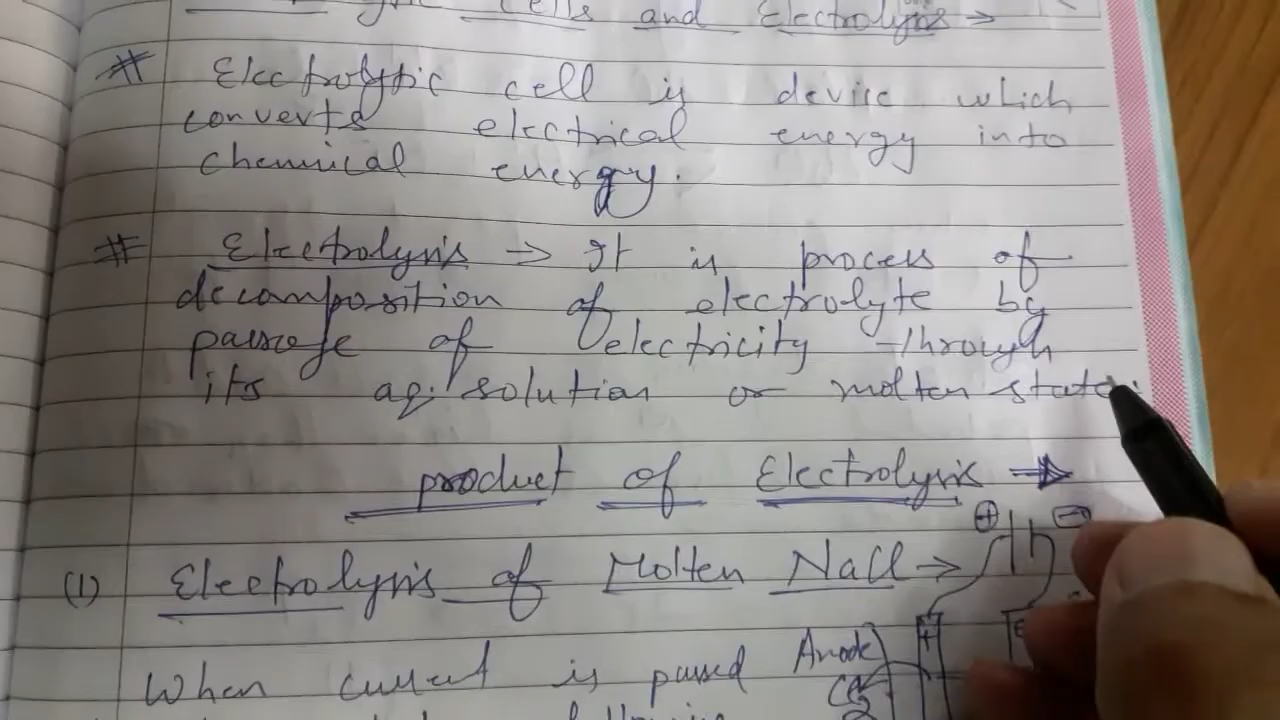 cells and Electrolysis →
# Electrolytic cell is device which
converts electrical energy into
chemical energy.
# Electrolysis → It is process of
decomposition of electrolyte by
passage of electricity through
its aq. solution or molten state.
product of Electrolysis ⇒
(1) Electrolysis of Molten NaCl →
+ −
+
When current is passed Anode